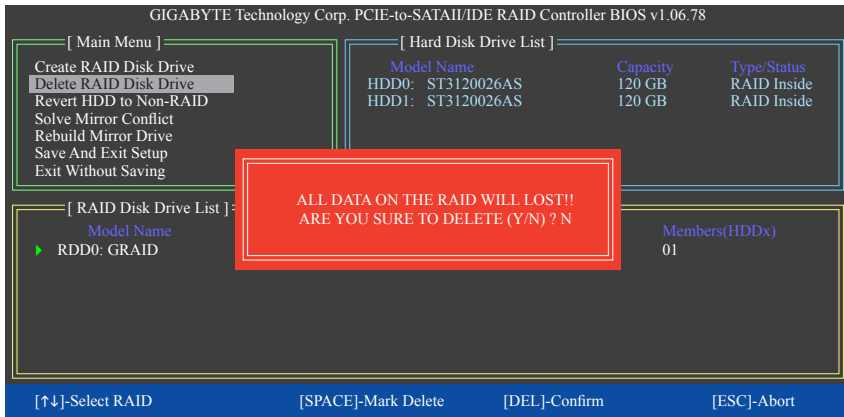 GIGABYTE Technology Corp. PCIE-to-SATAII/IDE RAID Controller BIOS v1.06.78
[ Main Menu ]
Create RAID Disk Drive
Delete RAID Disk Drive
Revert HDD to Non-RAID
Solve Mirror Conflict
Rebuild Mirror Drive
Save And Exit Setup
Exit Without Saving
[ Hard Disk Drive List ]
Model Name Capacity Type/Status
HDD0: ST3120026AS 120 GB RAID Inside
HDD1: ST3120026AS 120 GB RAID Inside
ALL DATA ON THE RAID WILL LOST!!
ARE YOU SURE TO DELETE (Y/N) ? N
[ RAID Disk Drive List ]
Model Name Members(HDDx)
RDD0: GRAID 01
[↑↓]-Select RAID [SPACE]-Mark Delete [DEL]-Confirm [ESC]-Abort